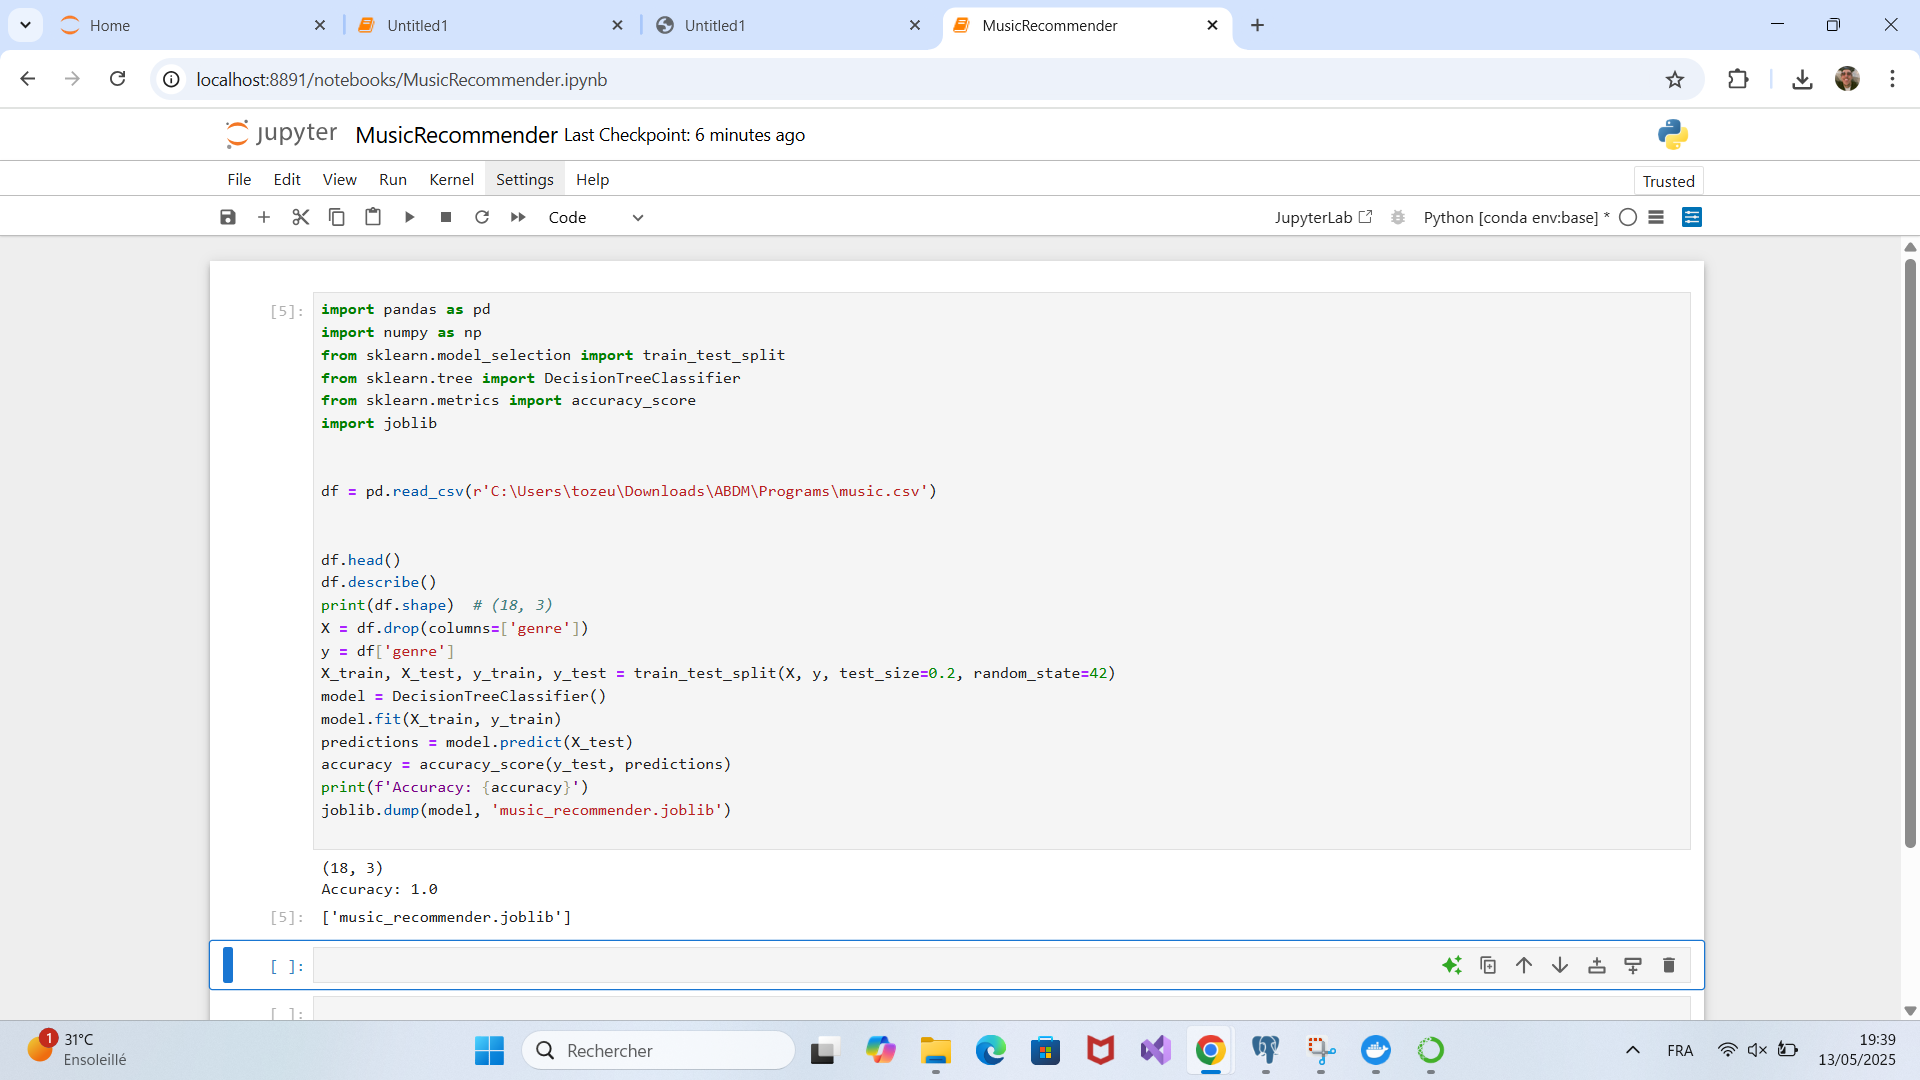 Home
Untitled1
Untitled1
MusicRecommender
localhost:8891/notebooks/MusicRecommender.ipynb
jupyter MusicRecommender Last Checkpoint: 6 minutes ago
File Edit View Run Kernel Settings Help
Trusted
Code
JupyterLab
Python [conda env:base] *
[5]:
import pandas as pd
import numpy as np
from sklearn.model_selection import train_test_split
from sklearn.tree import DecisionTreeClassifier
from sklearn.metrics import accuracy_score
import joblib
df = pd.read_csv(r'C:\Users\tozeu\Downloads\ABDM\Programs\music.csv')
df.head()
df.describe()
print(df.shape)  # (18, 3)
X = df.drop(columns=['genre'])
y = df['genre']
X_train, X_test, y_train, y_test = train_test_split(X, y, test_size=0.2, random_state=42)
model = DecisionTreeClassifier()
model.fit(X_train, y_train)
predictions = model.predict(X_test)
accuracy = accuracy_score(y_test, predictions)
print(f'Accuracy: {accuracy}')
joblib.dump(model, 'music_recommender.joblib')
(18, 3)
Accuracy: 1.0
[5]: ['music_recommender.joblib']
[ ]:
[ ]:
1
31°C
Ensoleillé
Rechercher
FRA
19:39
13/05/2025